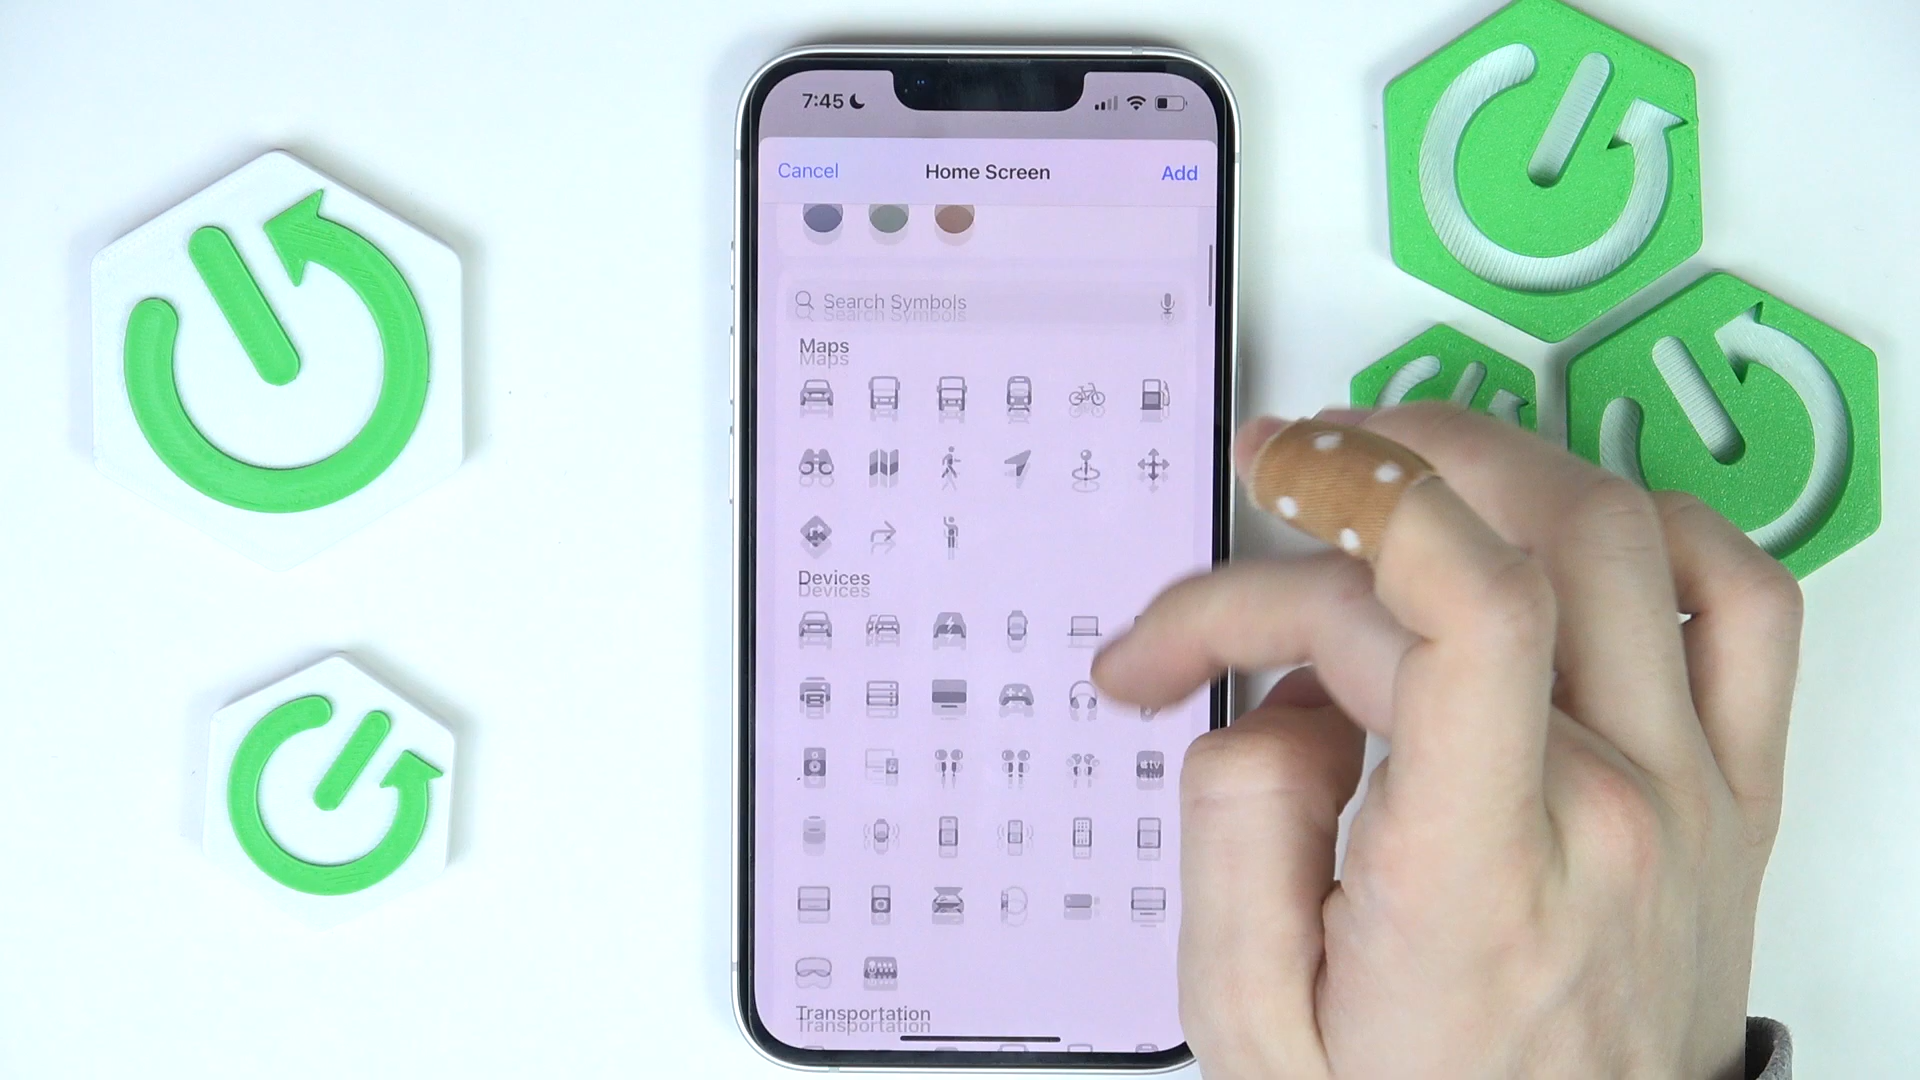 7:45
Cancel
Home Screen
Add
Search Symbols
Maps
Devices
tv
Transportation